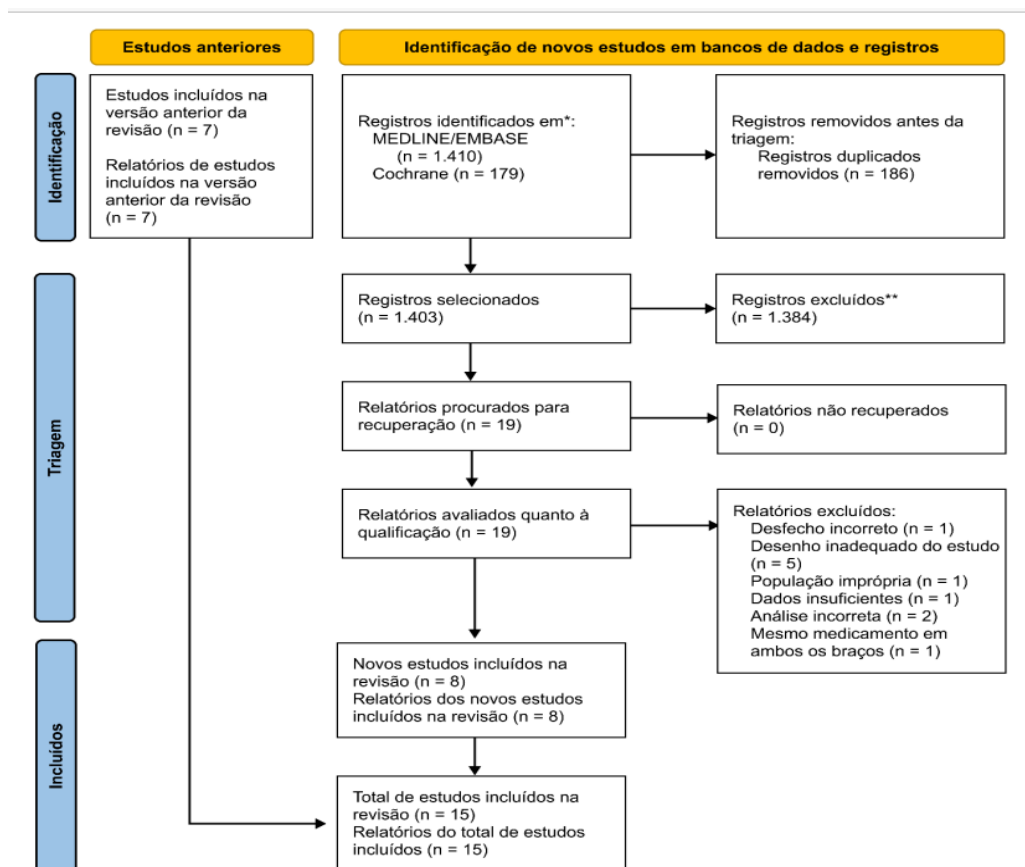 Estudos anteriores
Identificação de novos estudos em bancos de dados e registros
Identificação
Estudos incluídos na
versão anterior da
revisão (n = 7)
Relatórios de estudos
incluídos na versão
anterior da revisão
(n = 7)
Registros identificados em*:
MEDLINE/EMBASE
(n = 1.410)
Cochrane (n = 179)
Registros removidos antes da
triagem:
Registros duplicados
removidos (n = 186)
Triagem
Registros selecionados
(n = 1.403)
Registros excluídos**
(n = 1.384)
Relatórios procurados para
recuperação (n = 19)
Relatórios não recuperados
(n = 0)
Relatórios avaliados quanto à
qualificação (n = 19)
Relatórios excluídos:
Desfecho incorreto (n = 1)
Desenho inadequado do estudo
(n = 5)
População imprópria (n = 1)
Dados insuficientes (n = 1)
Análise incorreta (n = 2)
Mesmo medicamento em
ambos os braços (n = 1)
Incluídos
Novos estudos incluídos na
revisão (n = 8)
Relatórios dos novos estudos
incluídos na revisão (n = 8)
Total de estudos incluídos na
revisão (n = 15)
Relatórios do total de estudos
incluídos (n = 15)